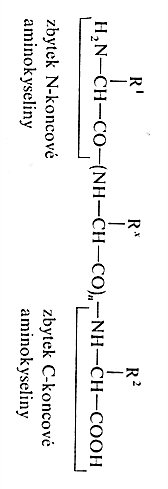 R¹ Rˣ R²
H₂N—CH—CO—(NH—CH—CO)ₙ—NH—CH—COOH
zbytek N-koncové
aminokyseliny
zbytek C-koncové
aminokyseliny